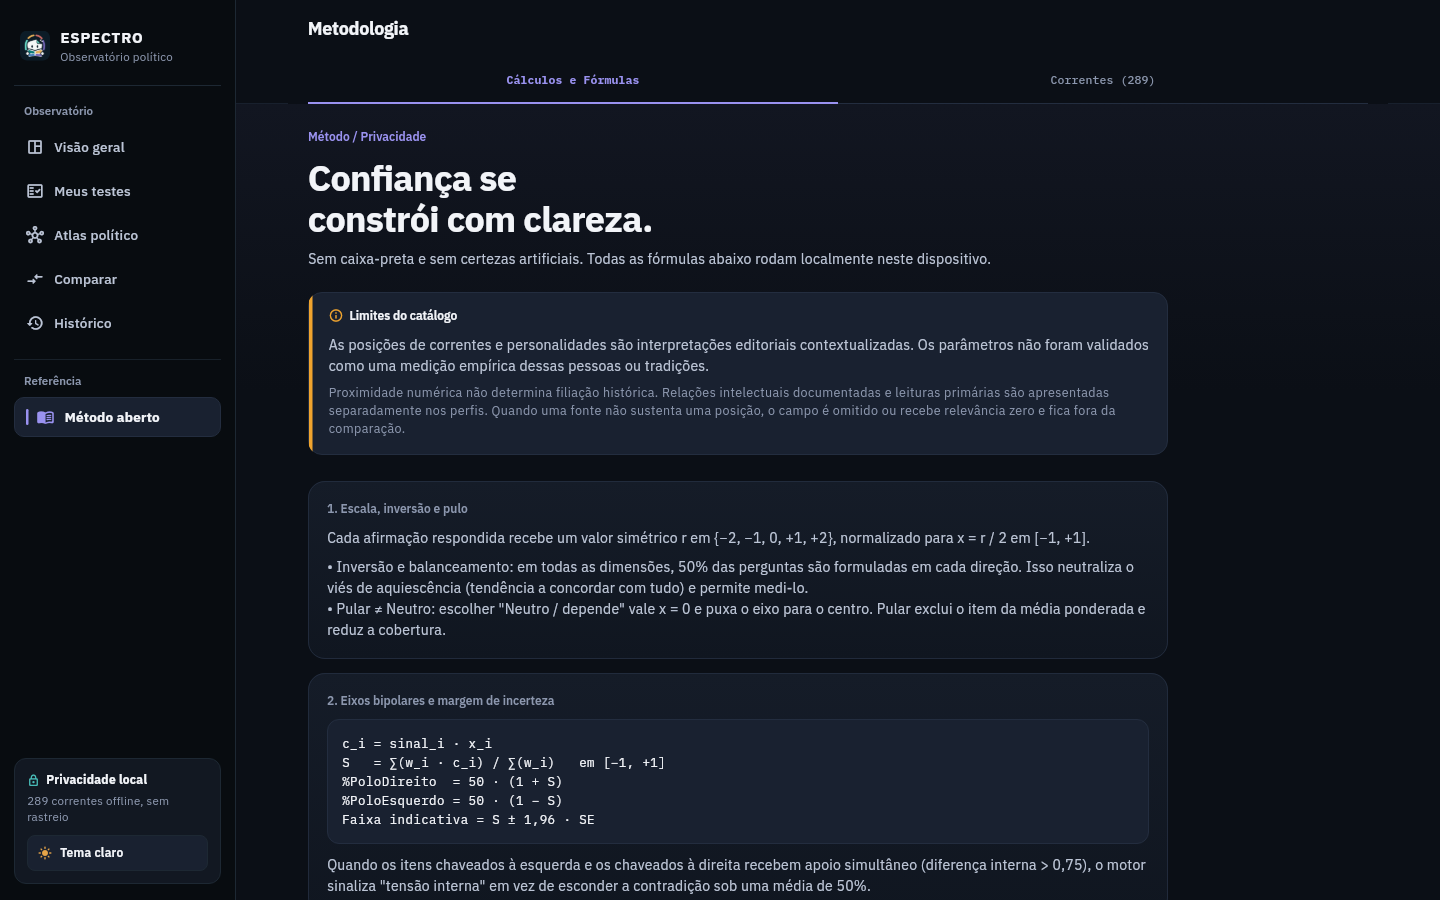 ESPECTRO
Observatório político
Observatório
Visão geral
Meus testes
Atlas político
Comparar
Histórico
Referência
Método aberto
Privacidade local
289 correntes offline, sem
rastreio
Tema claro
Metodologia
Cálculos e Fórmulas
Correntes (289)
Método / Privacidade
Confiança se
constrói com clareza.
Sem caixa-preta e sem certezas artificiais. Todas as fórmulas abaixo rodam localmente neste dispositivo.
Limites do catálogo
As posições de correntes e personalidades são interpretações editoriais contextualizadas. Os parâmetros não foram validados
como uma medição empírica dessas pessoas ou tradições.
Proximidade numérica não determina filiação histórica. Relações intelectuais documentadas e leituras primárias são apresentadas
separadamente nos perfis. Quando uma fonte não sustenta uma posição, o campo é omitido ou recebe relevância zero e fica fora da
comparação.
1. Escala, inversão e pulo
Cada afirmação respondida recebe um valor simétrico r em {−2, −1, 0, +1, +2}, normalizado para x = r / 2 em [−1, +1].
• Inversão e balanceamento: em todas as dimensões, 50% das perguntas são formuladas em cada direção. Isso neutraliza o
viés de aquiescência (tendência a concordar com tudo) e permite medi-lo.
• Pular ≠ Neutro: escolher "Neutro / depende" vale x = 0 e puxa o eixo para o centro. Pular exclui o item da média ponderada e
reduz a cobertura.
2. Eixos bipolares e margem de incerteza
c_i = sinal_i · x_i
S   = ∑(w_i · c_i) / ∑(w_i)   em [−1, +1]
%PoloDireito  = 50 · (1 + S)
%PoloEsquerdo = 50 · (1 − S)
Faixa indicativa = S ± 1,96 · SE
Quando os itens chaveados à esquerda e os chaveados à direita recebem apoio simultâneo (diferença interna > 0,75), o motor
sinaliza "tensão interna" em vez de esconder a contradição sob uma média de 50%.